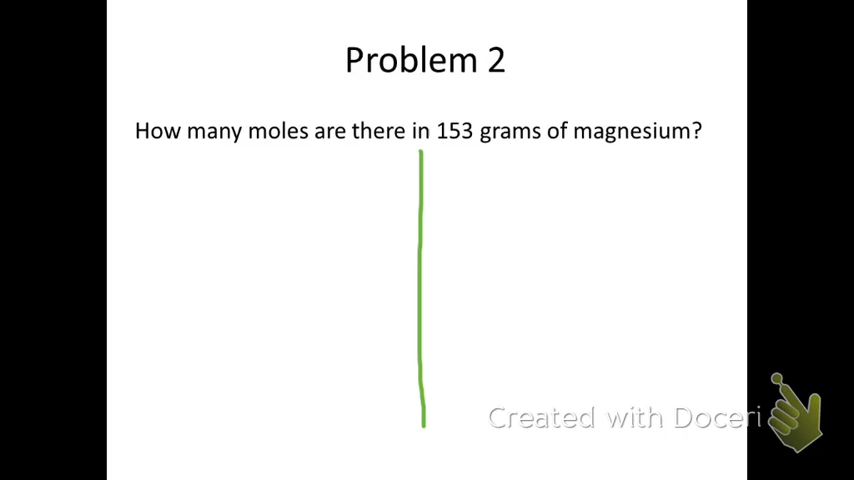 Problem 2
How many moles are there in 153 grams of magnesium?
Created with Doceri